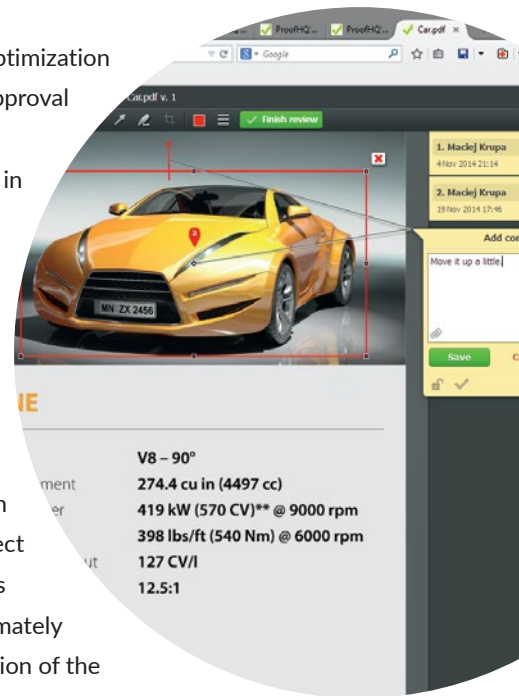 ProofHQ'... ProofHQ'... Car.pdf ×
Google
Car.pdf v. 1
Finish review
ptimization
pproval
in
1. Maciej Krupa
4 Nov 2014 21:14
2. Maciej Krupa
19 Nov 2014 17:46
Add com
Move it up a little.
Save
C
2
MN ZX 2456
NE
V8 – 90°
ment 274.4 cu in (4497 cc)
er 419 kW (570 CV)** @ 9000 rpm
398 lbs/ft (540 Nm) @ 6000 rpm
ut 127 CV/l
12.5:1
n
ect
s
mately
ion of the